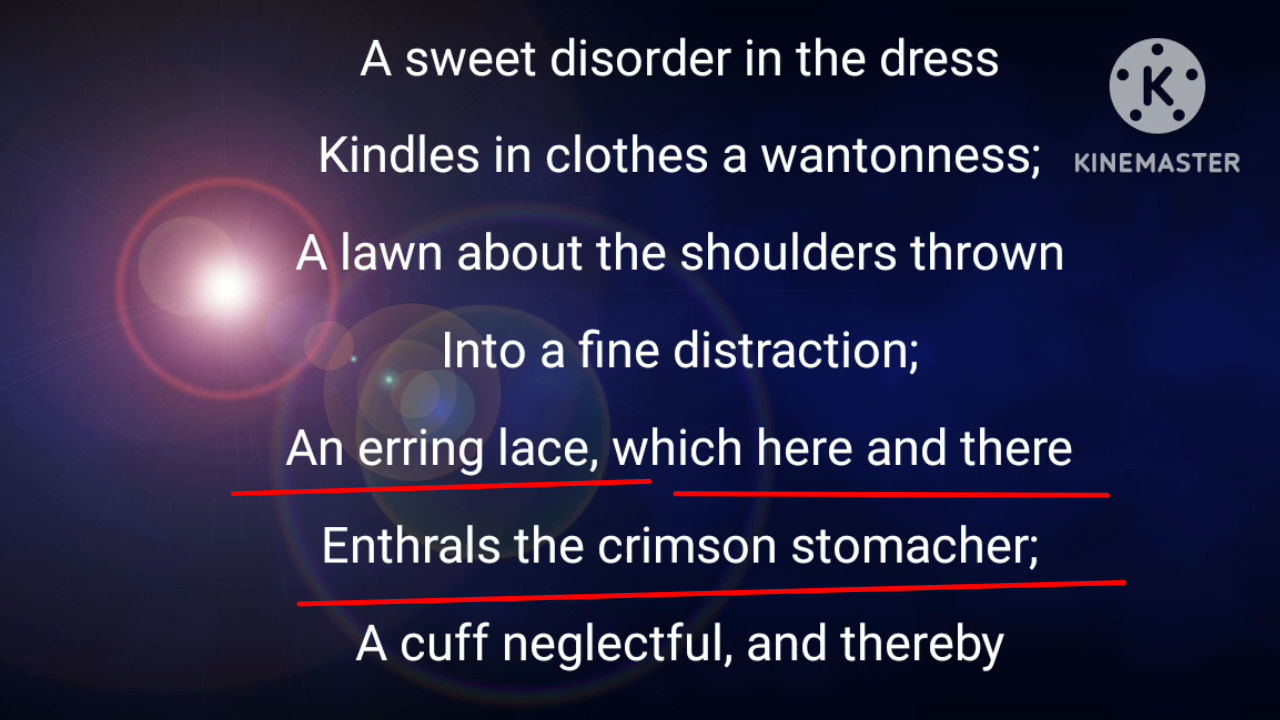 A sweet disorder in the dress
Kindles in clothes a wantonness;
A lawn about the shoulders thrown
Into a fine distraction;
An erring lace, which here and there
Enthrals the crimson stomacher;
A cuff neglectful, and thereby
K
KINEMASTER